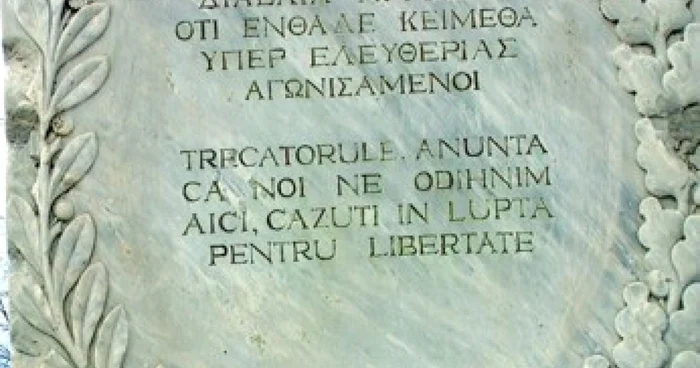 ΟΤΙ ΕΝΘΑΔΕ ΚΕΙΜΕΘΑ
ΥΠΕΡ ΕΛΕΥΘΕΡΙΑΣ
ΑΓΩΝΙΣΑΜΕΝΟΙ
TRECATORULE, ANUNTA
CA NOI NE ODIHNIM
AICI, CAZUTI IN LUPTA
PENTRU LIBERTATE